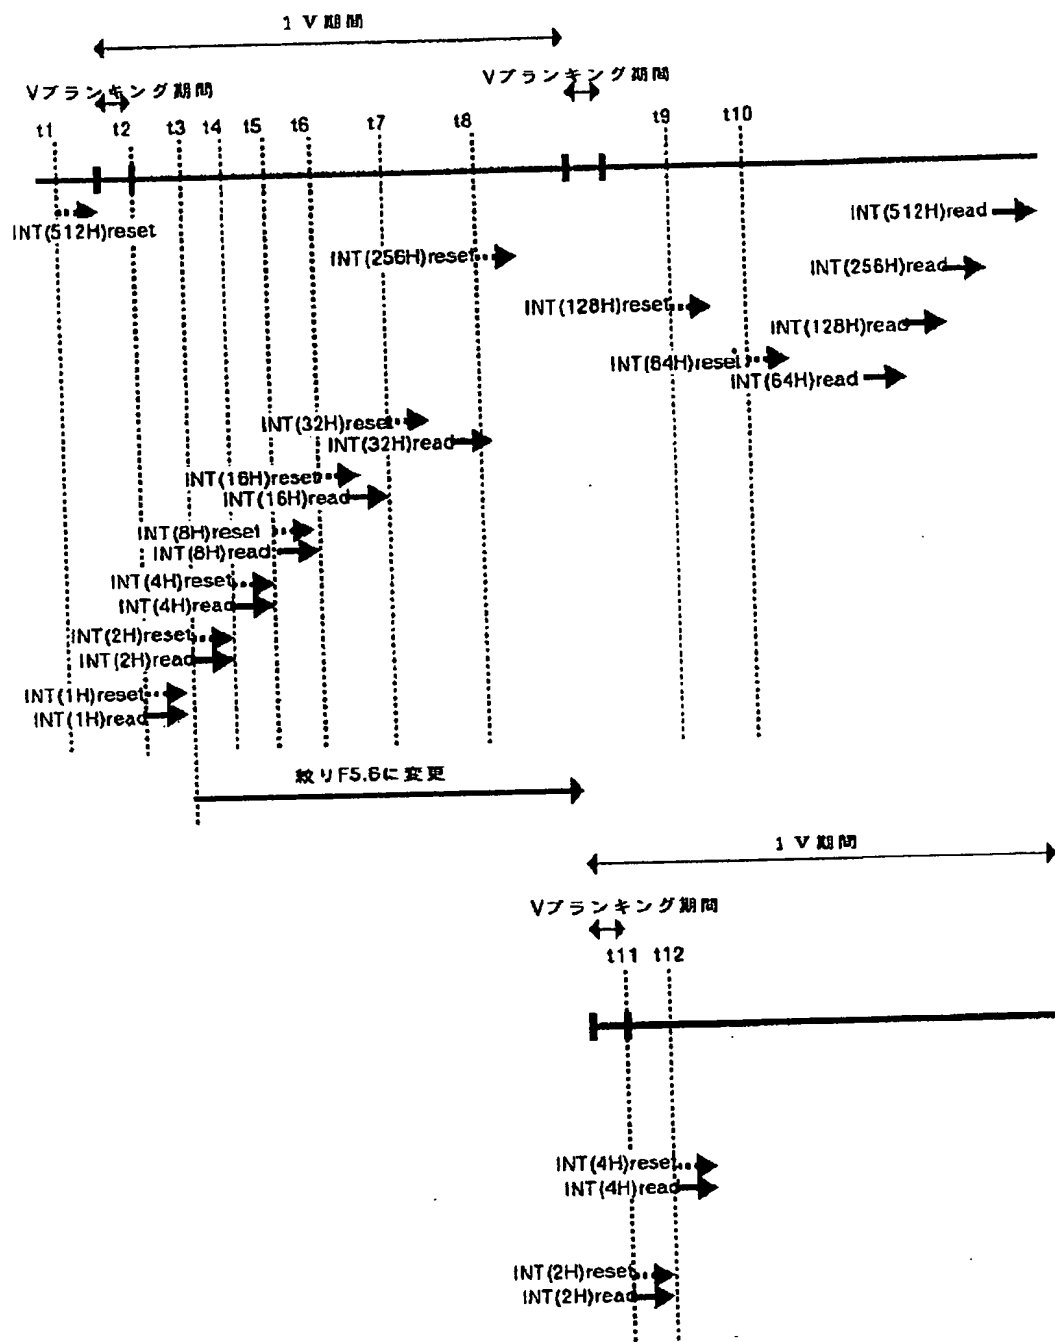 1 V 期間
Vブランキング期間
Vブランキング期間
t1 t2 t3 t4 t5 t6 t7 t8 t9 t10
INT(512H)reset
INT(512H)read
INT(256H)reset
INT(256H)read
INT(128H)reset
INT(128H)read
INT(64H)reset
INT(64H)read
INT(32H)reset
INT(32H)read
INT(16H)reset
INT(16H)read
INT(8H)reset
INT(8H)read
INT(4H)reset
INT(4H)read
INT(2H)reset
INT(2H)read
INT(1H)reset
INT(1H)read
絞りF5.6に変更
1 V 期間
Vブランキング期間
t11 t12
INT(4H)reset
INT(4H)read
INT(2H)reset
INT(2H)read